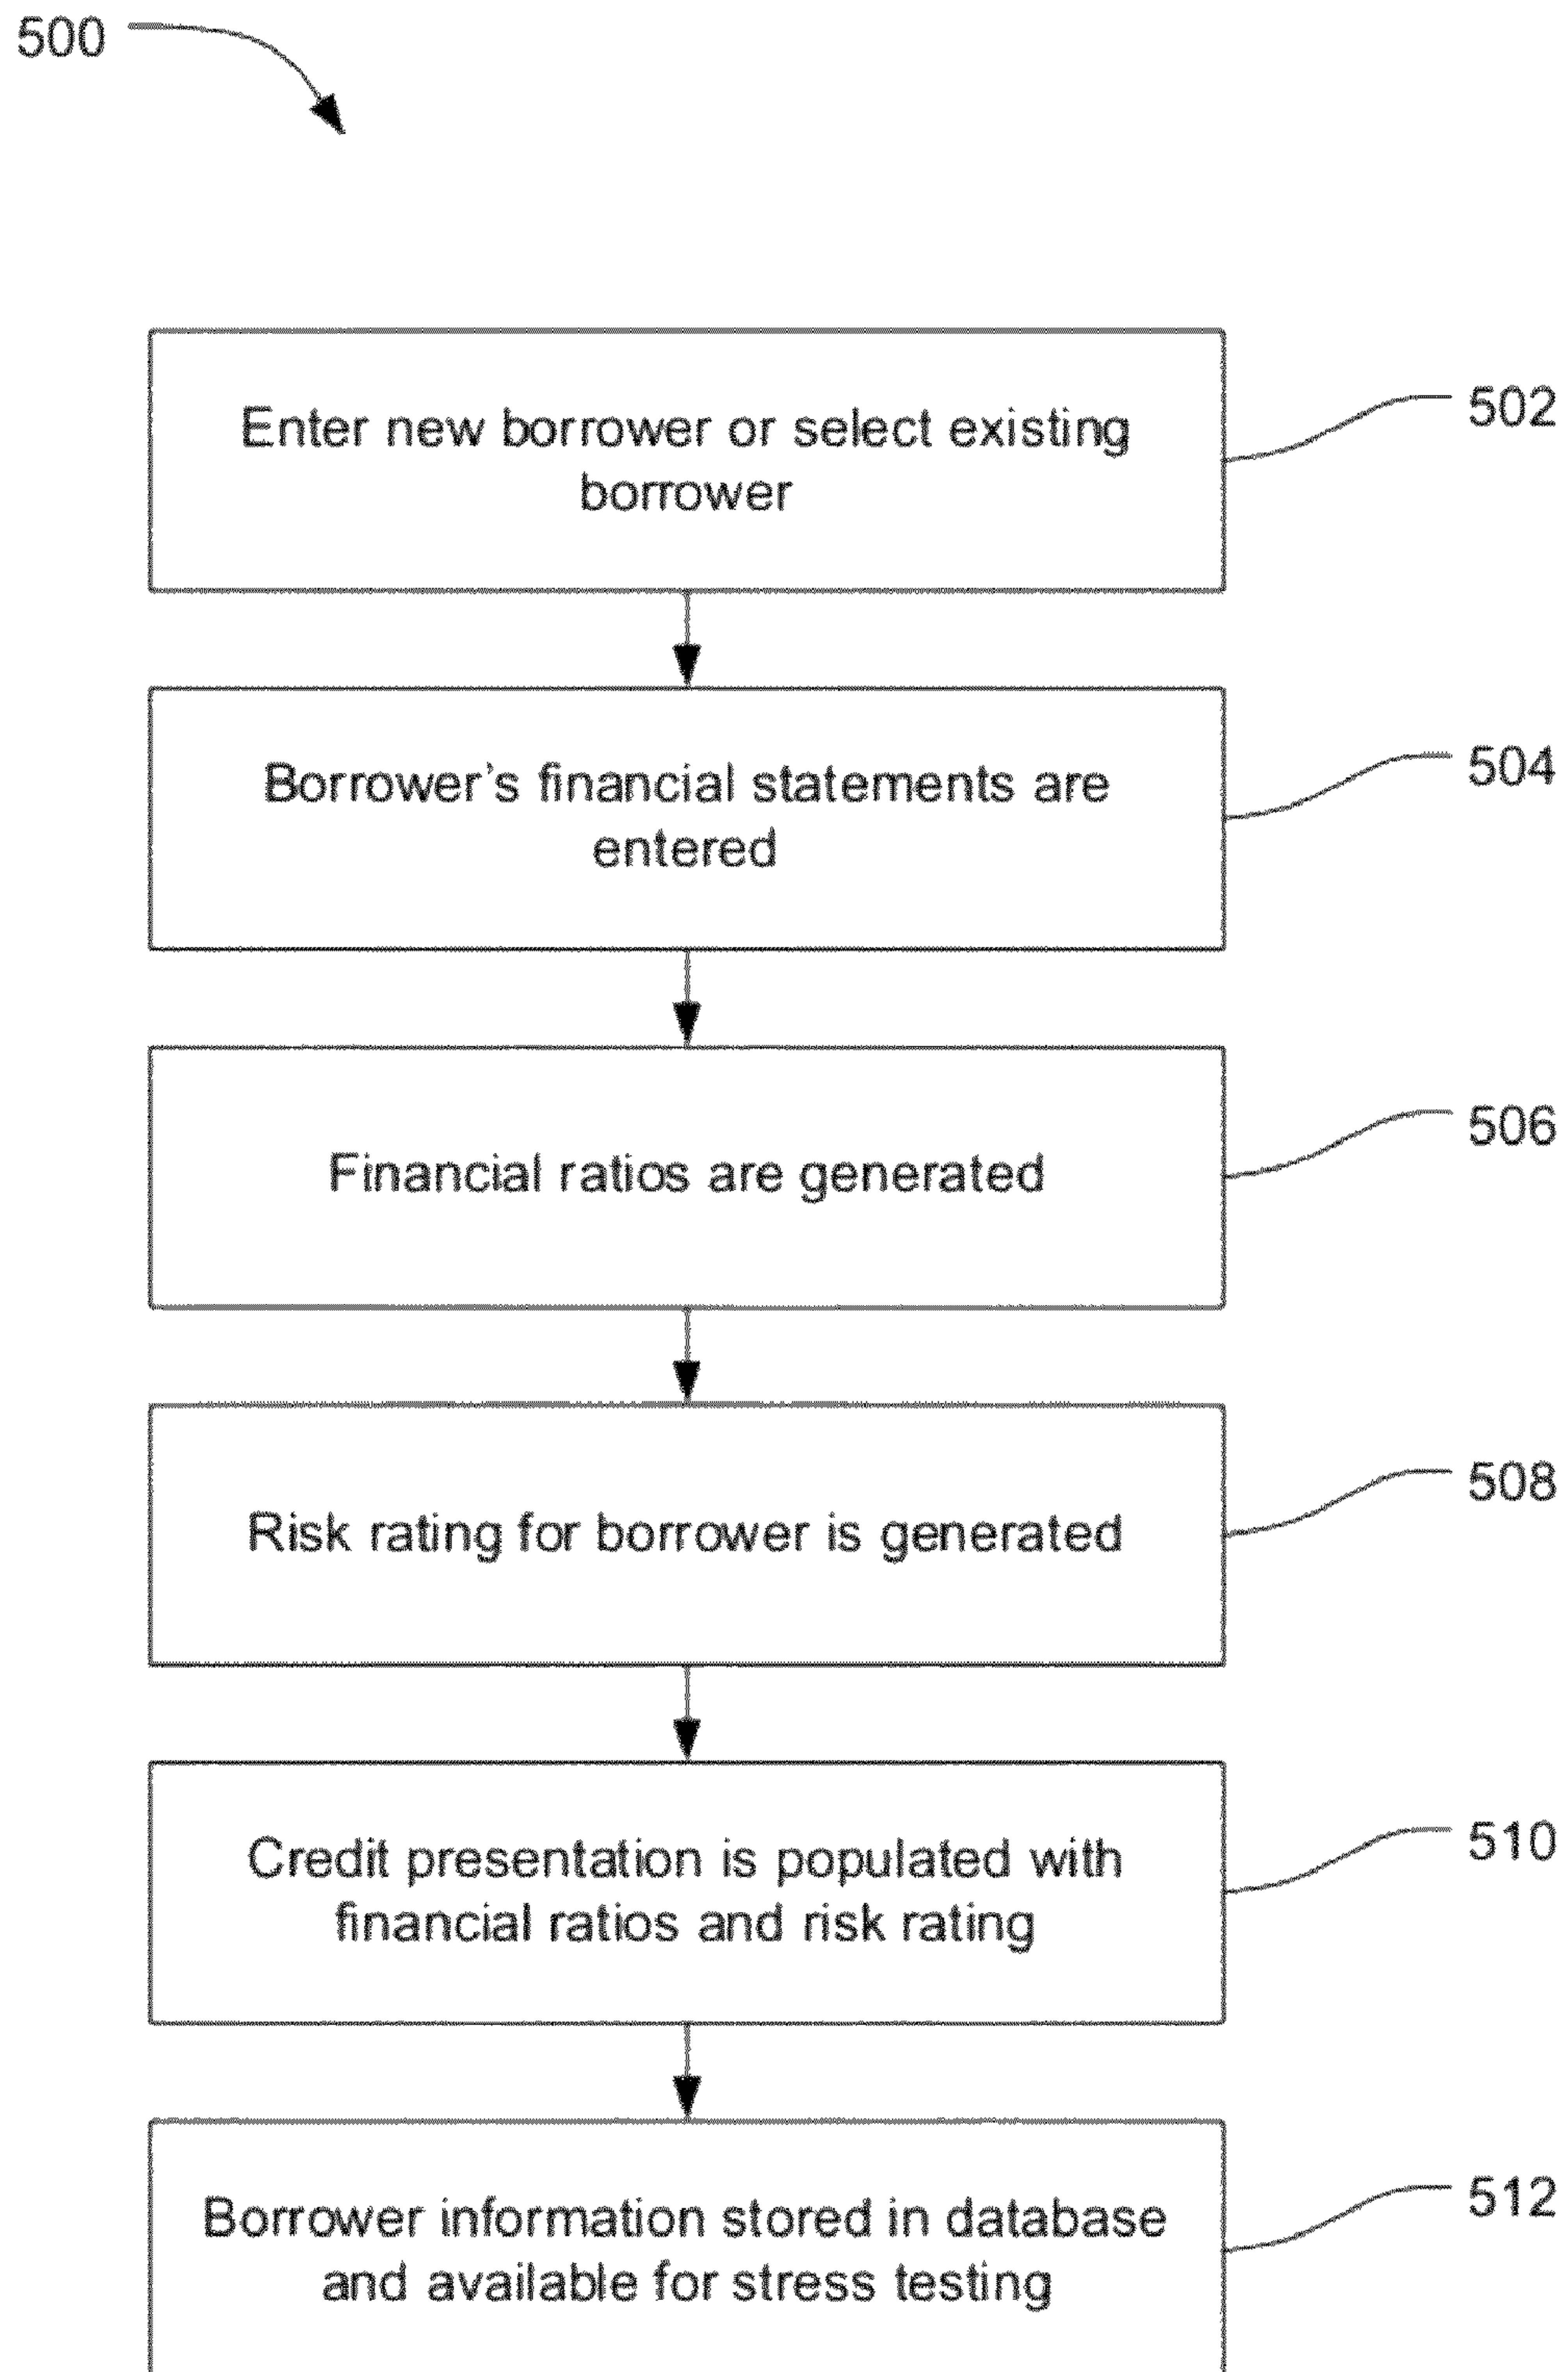 500
Enter new borrower or select existing
borrower
502
Borrower's financial statements are
entered
504
Financial ratios are generated
506
Risk rating for borrower is generated
508
Credit presentation is populated with
financial ratios and risk rating
510
Borrower information stored in database
and available for stress testing
512